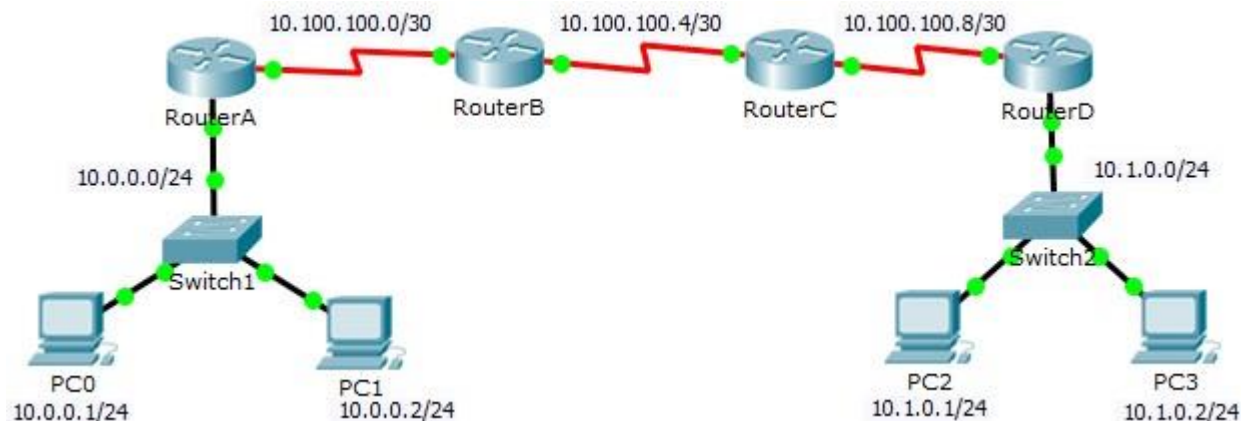 10.100.100.0/30
10.100.100.4/30
10.100.100.8/30
RouterA
RouterB
RouterC
RouterD
10.0.0.0/24
10.1.0.0/24
Switch1
Switch2
PC0
10.0.0.1/24
PC1
10.0.0.2/24
PC2
10.1.0.1/24
PC3
10.1.0.2/24